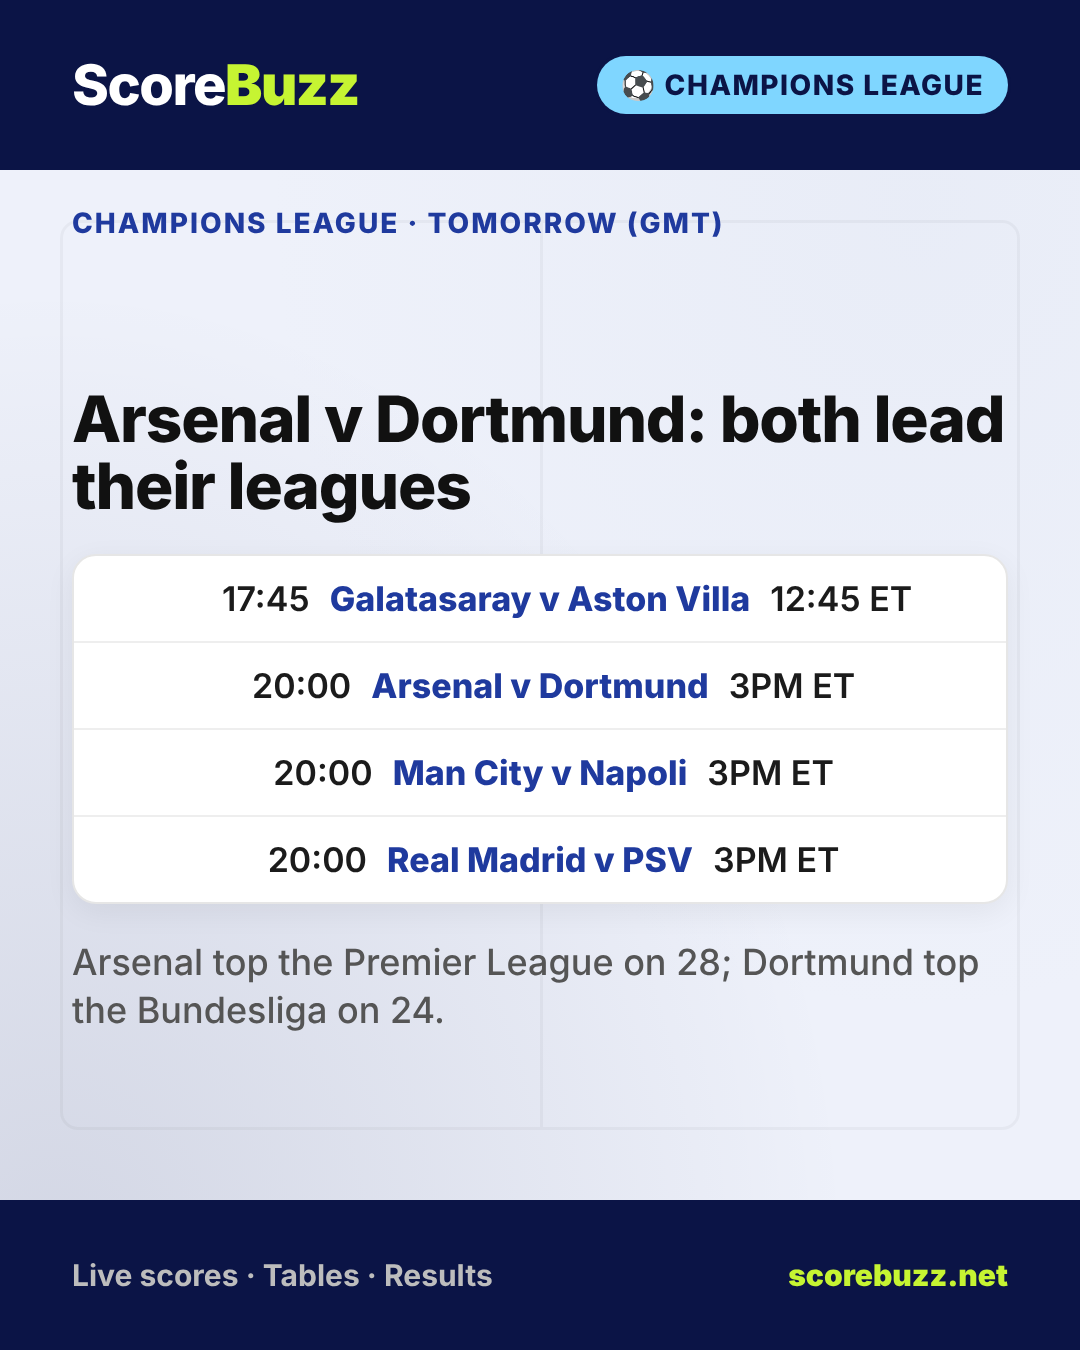 ScoreBuzz
⚽ CHAMPIONS LEAGUE
CHAMPIONS LEAGUE · TOMORROW (GMT)
Arsenal v Dortmund: both lead
their leagues
17:45 Galatasaray v Aston Villa 12:45 ET
20:00 Arsenal v Dortmund 3PM ET
20:00 Man City v Napoli 3PM ET
20:00 Real Madrid v PSV 3PM ET
Arsenal top the Premier League on 28; Dortmund top
the Bundesliga on 24.
Live scores · Tables · Results
scorebuzz.net